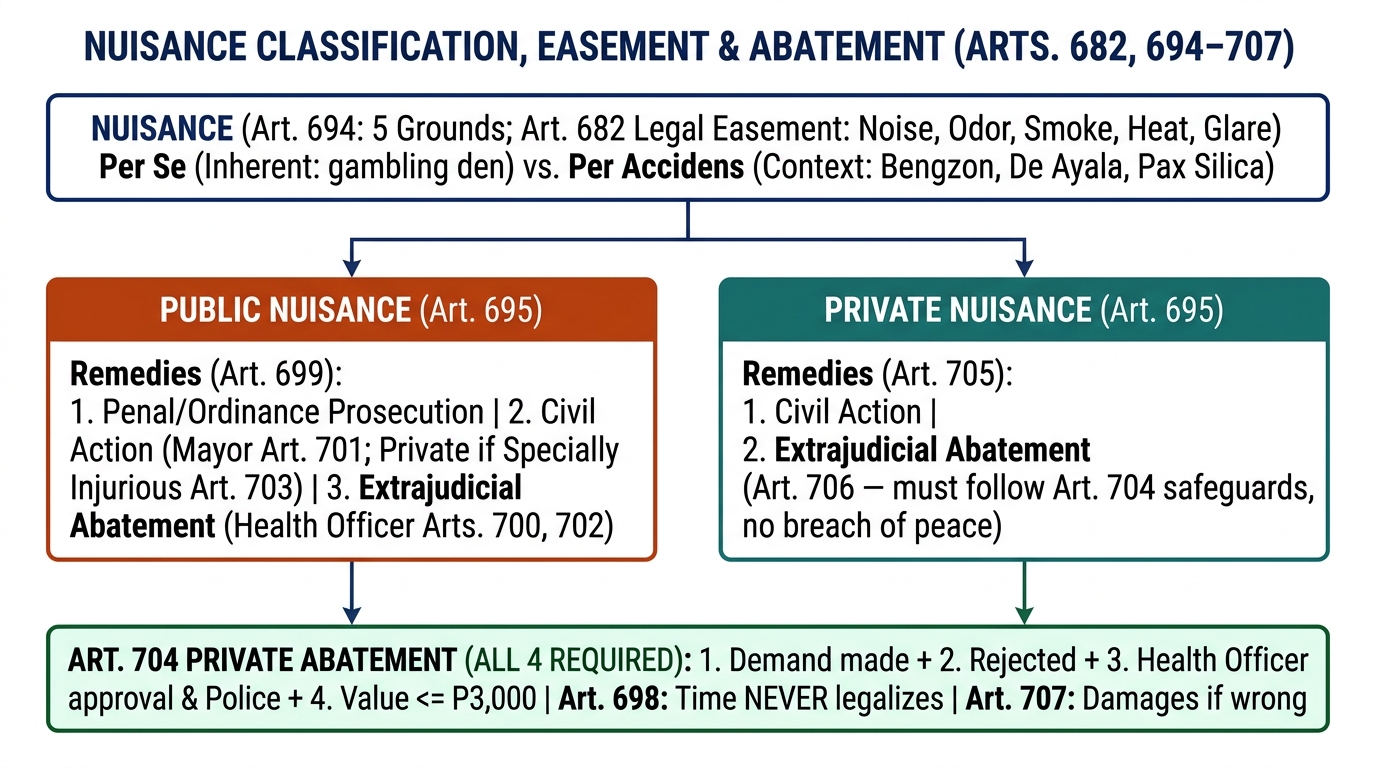 NUISANCE CLASSIFICATION, EASEMENT & ABATEMENT (ARTS. 682, 694–707)
NUISANCE (Art. 694: 5 Grounds; Art. 682 Legal Easement: Noise, Odor, Smoke, Heat, Glare)
Per Se (Inherent: gambling den) vs. Per Accidens (Context: Bengzon, De Ayala, Pax Silica)
PUBLIC NUISANCE (Art. 695)
Remedies (Art. 699):
1. Penal/Ordinance Prosecution | 2. Civil
Action (Mayor Art. 701; Private if Specially
Injurious Art. 703) | 3. Extrajudicial
Abatement (Health Officer Arts. 700, 702)
PRIVATE NUISANCE (Art. 695)
Remedies (Art. 705):
1. Civil Action |
2. Extrajudicial Abatement
(Art. 706 — must follow Art. 704 safeguards,
no breach of peace)
ART. 704 PRIVATE ABATEMENT (ALL 4 REQUIRED): 1. Demand made + 2. Rejected + 3. Health Officer
approval & Police + 4. Value <= P3,000 | Art. 698: Time NEVER legalizes | Art. 707: Damages if wrong